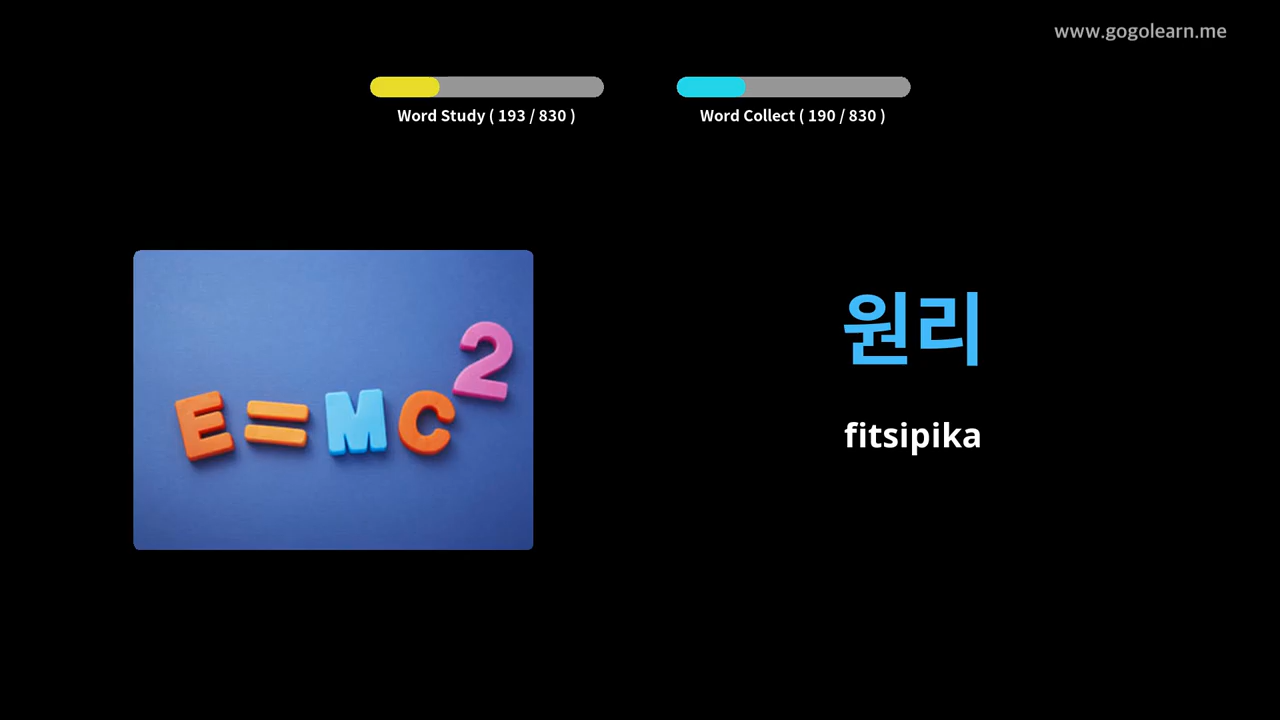 www.gogolearn.me
Word Study ( 193 / 830 )
Word Collect ( 190 / 830 )
E=MC2
원리
fitsipika